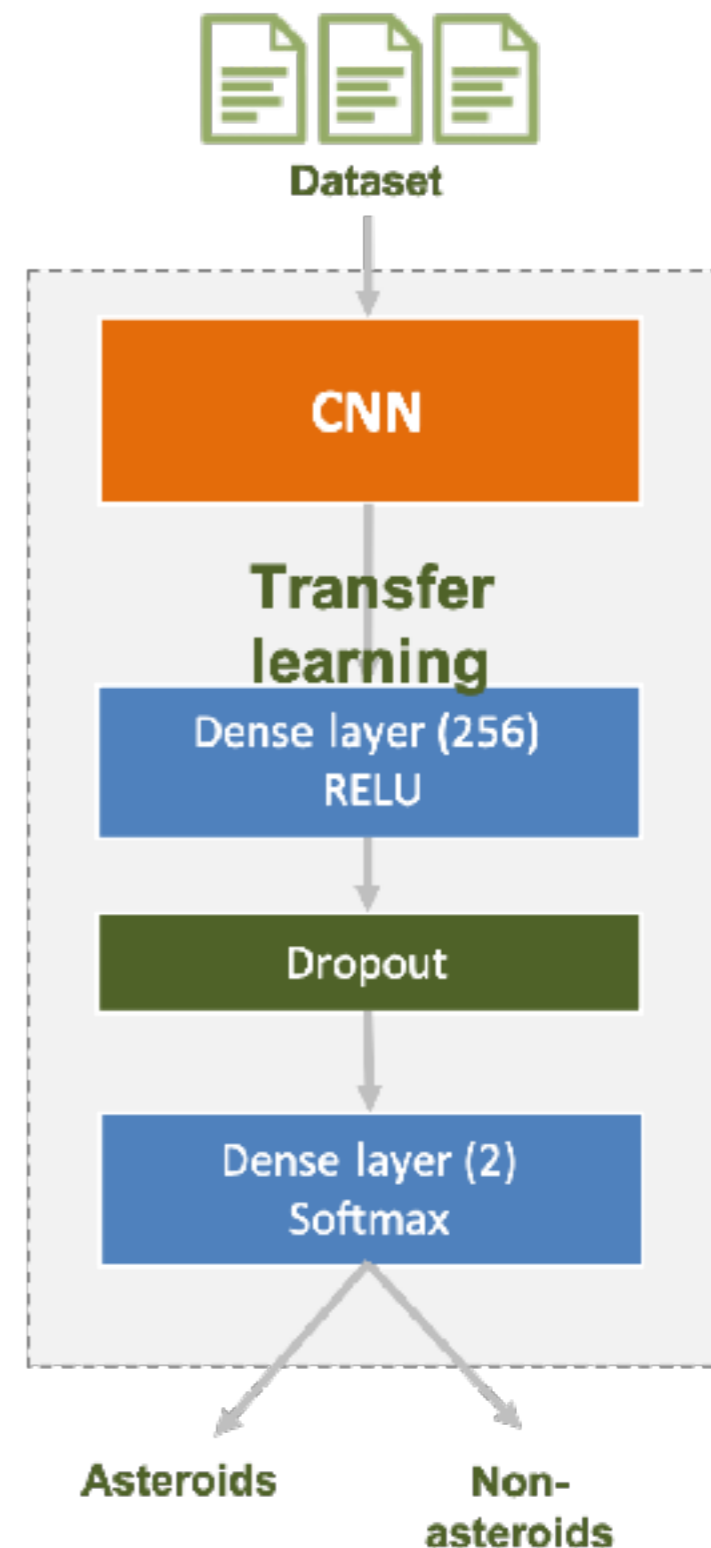 Dataset
CNN
Transfer
learning
Dense layer (256)
RELU
Dropout
Dense layer (2)
Softmax
Asteroids
Non-
asteroids